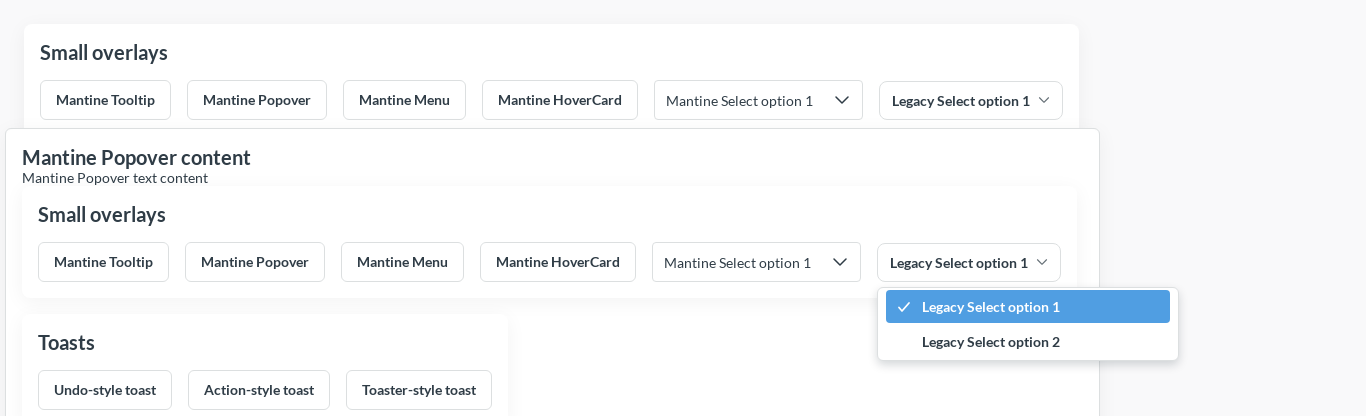 Small overlays
Mantine Tooltip Mantine Popover Mantine Menu Mantine HoverCard Mantine Select option 1 Legacy Select option 1
Mantine Popover content
Mantine Popover text content
Small overlays
Mantine Tooltip Mantine Popover Mantine Menu Mantine HoverCard Mantine Select option 1 Legacy Select option 1
Legacy Select option 1
Legacy Select option 2
Toasts
Undo-style toast Action-style toast Toaster-style toast